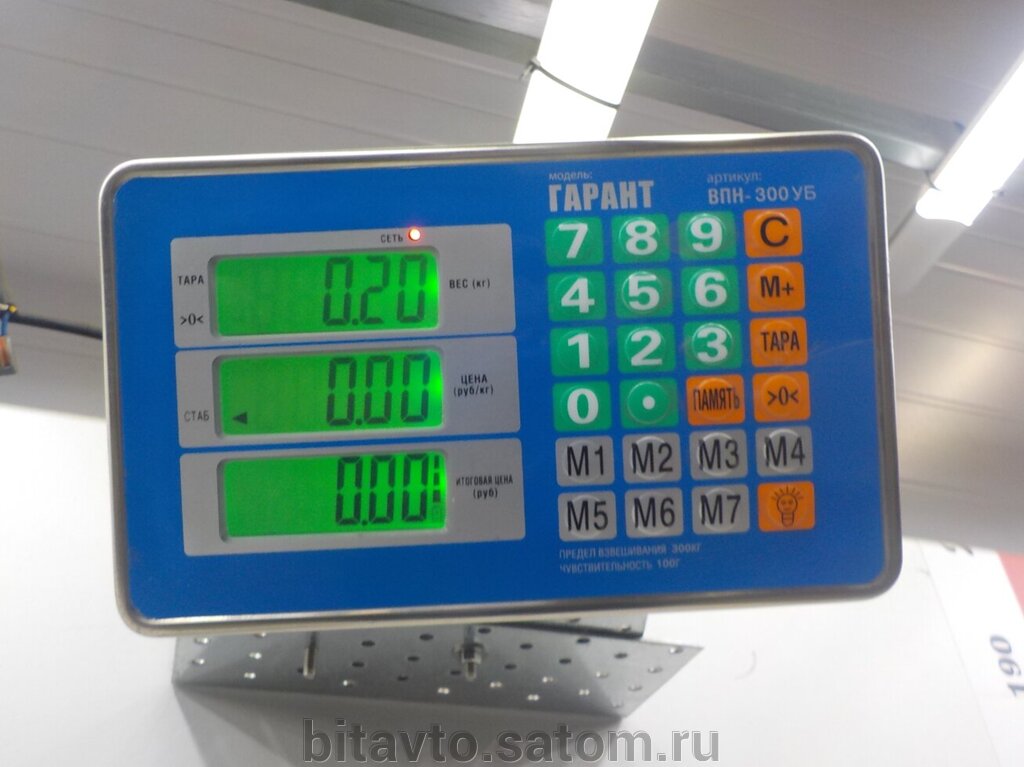 модель:
ГАРАНТ
артикул:
ВПН-300УБ
СЕТЬ
ТАРА
>0<
0.20
ВЕС (кг)
СТАБ
0.00
ЦЕНА
(руб/кг)
0.00
ИТОГОВАЯ ЦЕНА
(руб)
7 8 9 C
4 5 6 М+
1 2 3 ТАРА
0 . ПАМЯТЬ >0<
М1 М2 М3 М4
М5 М6 М7
ПРЕДЕЛ ВЗВЕШИВАНИЯ 300КГ
ЧУВСТВИТЕЛЬНОСТЬ 100Г
190
bitavto.satom.ru